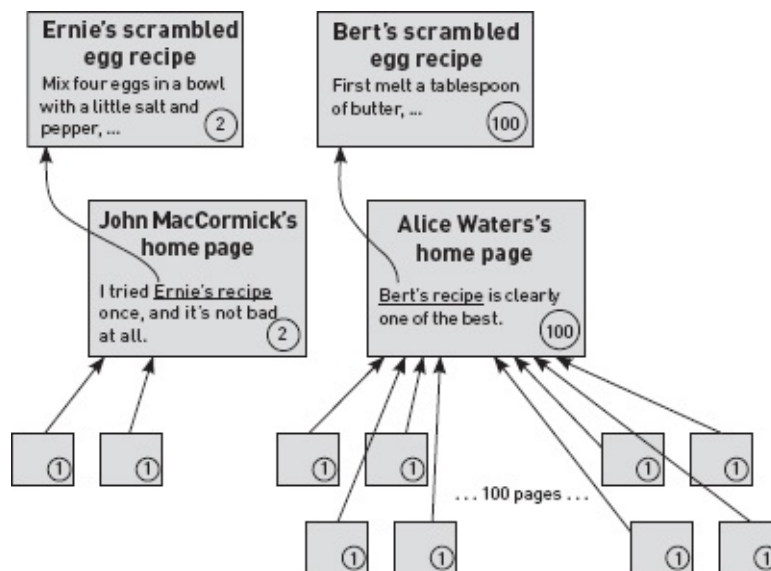 Ernie's scrambled
egg recipe
Mix four eggs in a bowl
with a little salt and
pepper, ...
2
Bert's scrambled
egg recipe
First melt a tablespoon
of butter, ...
100
John MacCormick's
home page
I tried Ernie's recipe
once, and it's not bad
at all.
2
Alice Waters's
home page
Bert's recipe is clearly
one of the best.
100
1
1
1
1
1
1
... 100 pages ...
1
1
1
1